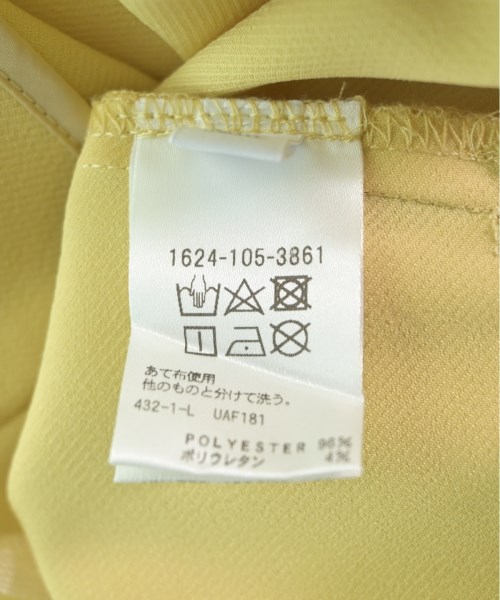 1624-105-3861
あて布使用
他のものと分けて洗う。
432-1-L UAF181
POLYESTER 96%
ポリウレタン 4%